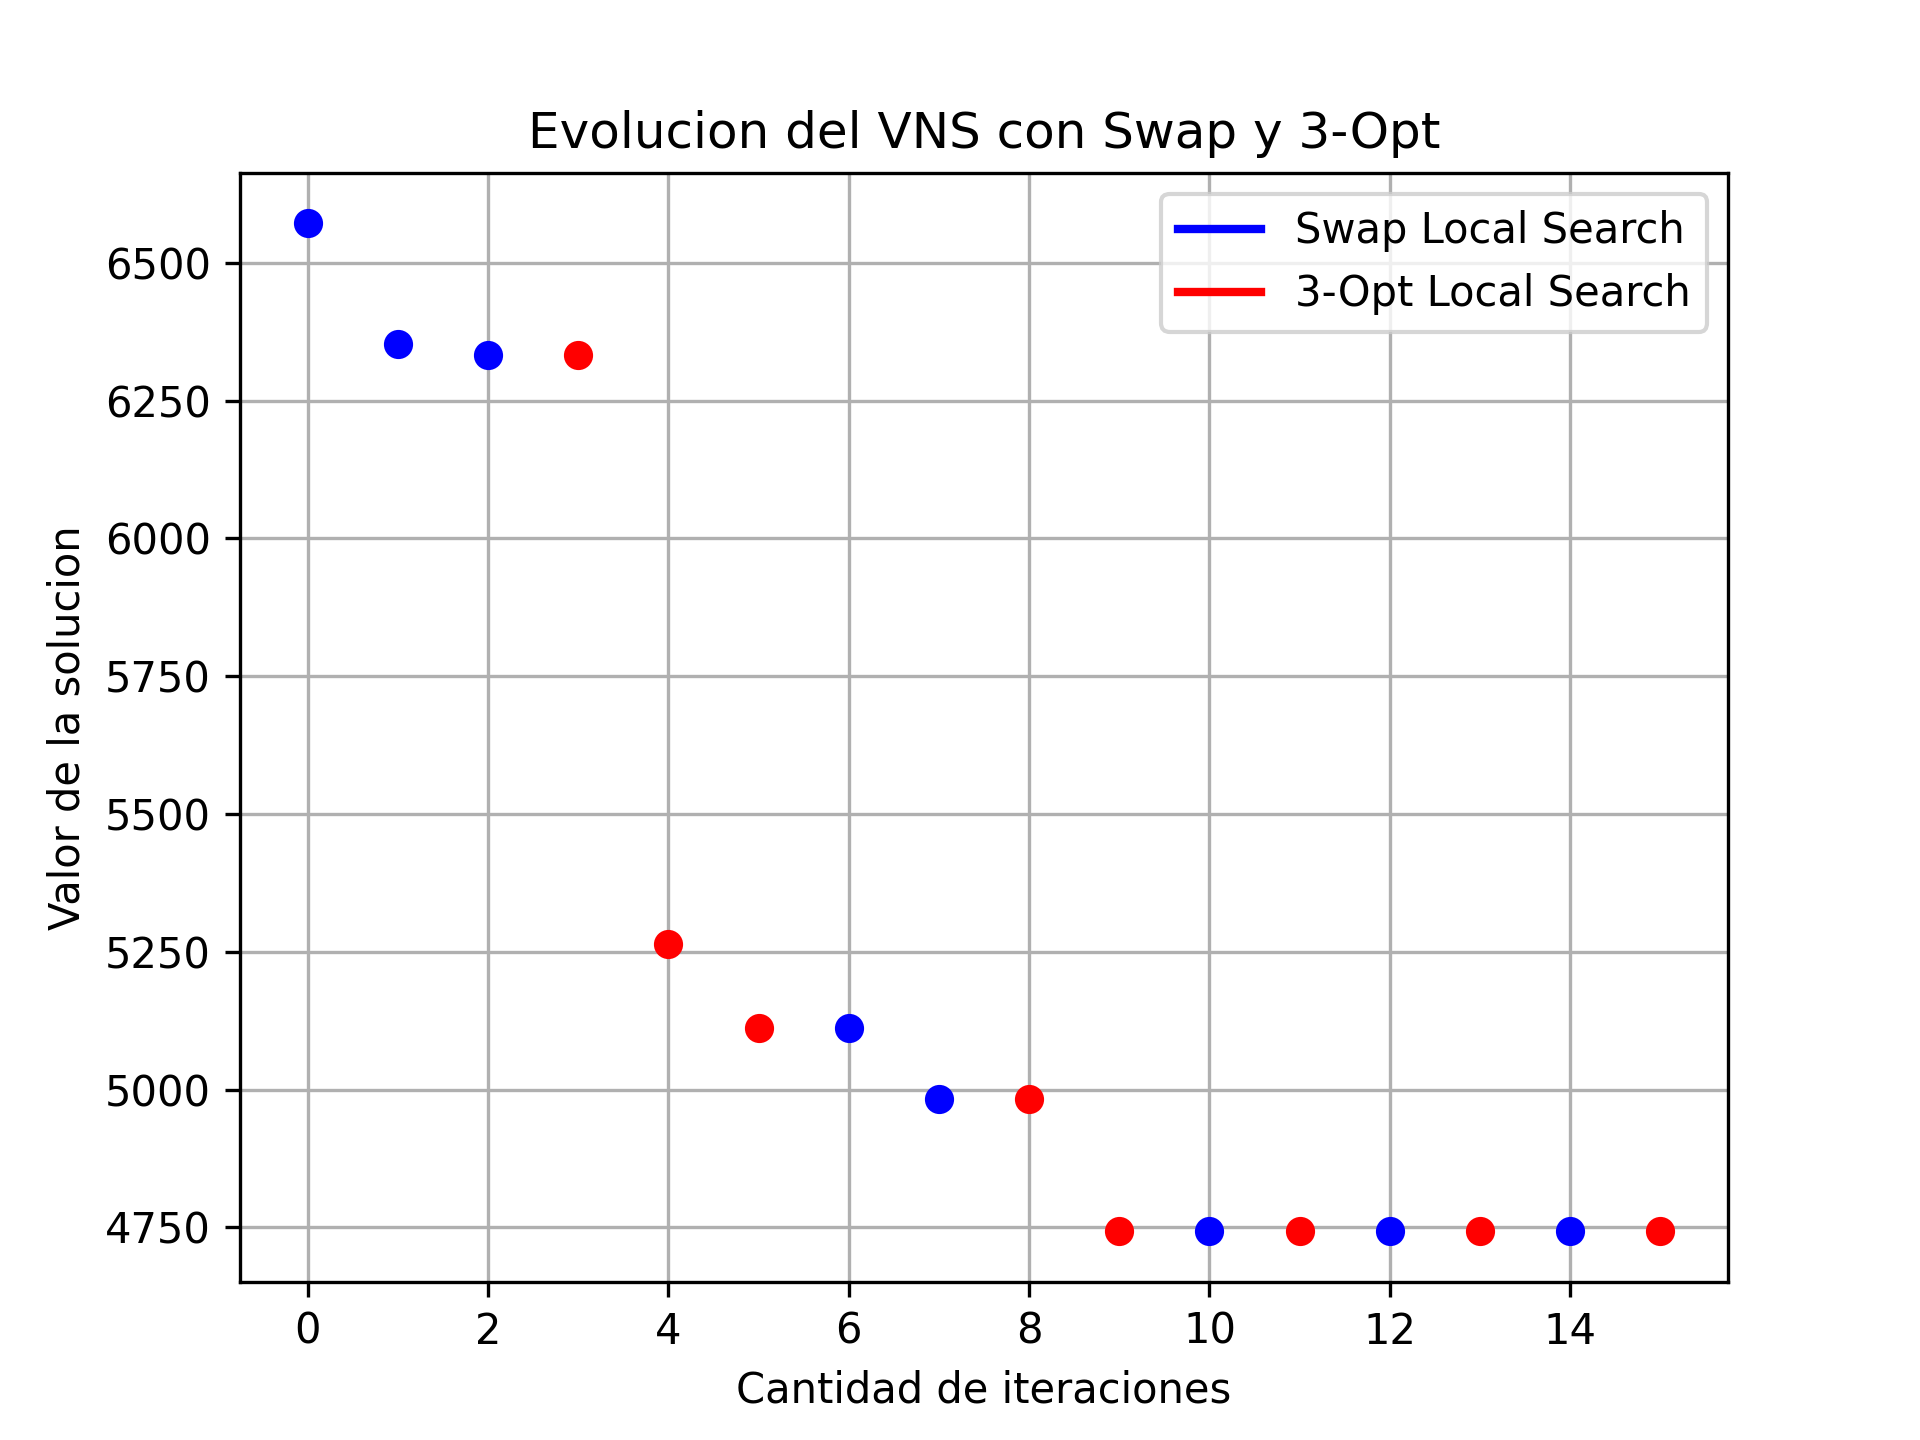 Evolucion del VNS con Swap y 3-Opt
Swap Local Search
3-Opt Local Search
Valor de la solucion
6500
6250
6000
5750
5500
5250
5000
4750
0 2 4 6 8 10 12 14
Cantidad de iteraciones